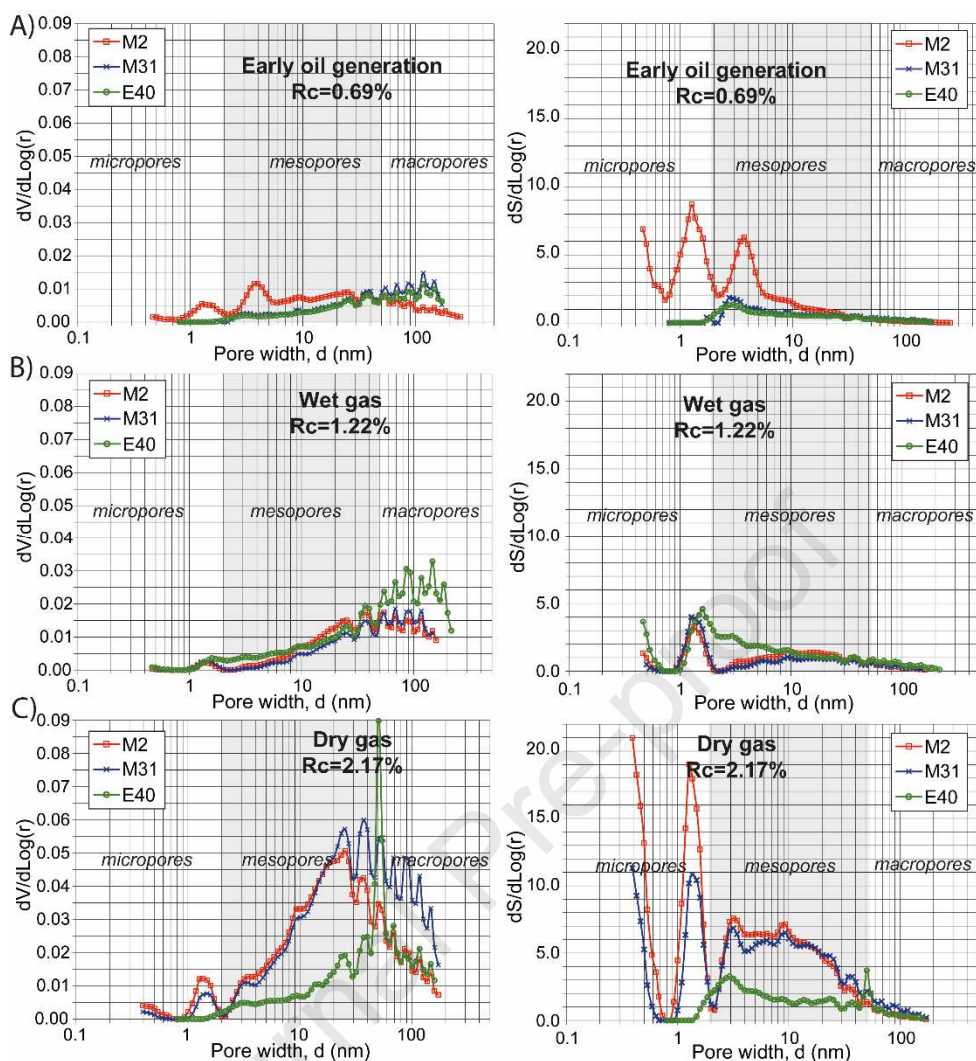 A)
0.09
0.08
0.07
0.06
0.05
0.04
0.03
0.02
0.01
0.00
dV/dLog(r)
M2
M31
E40
Early oil generation
Rc=0.69%
micropores
mesopores
macropores
0.1
1
10
100
Pore width, d (nm)
20.0
15.0
10.0
5.0
0.0
dS/dLog(r)
M2
M31
E40
Early oil generation
Rc=0.69%
micropores
mesopores
macropores
0.1
1
10
100
Pore width, d (nm)
B)
0.09
0.08
0.07
0.06
0.05
0.04
0.03
0.02
0.01
0.00
dV/dLog(r)
M2
M31
E40
Wet gas
Rc=1.22%
micropores
mesopores
macropores
0.1
1
10
100
Pore width, d (nm)
20.0
15.0
10.0
5.0
0.0
dS/dLog(r)
M2
M31
E40
Wet gas
Rc=1.22%
micropores
mesopores
macropores
0.1
1
10
100
Pore width, d (nm)
C)
0.09
0.08
0.07
0.06
0.05
0.04
0.03
0.02
0.01
0.00
dV/dLog(r)
M2
M31
E40
Dry gas
Rc=2.17%
micropores
mesopores
macropores
0.1
1
10
100
Pore width, d (nm)
20.0
15.0
10.0
5.0
0.0
dS/dLog(r)
M2
M31
E40
Dry gas
Rc=2.17%
micropores
mesopores
macropores
0.1
1
10
100
Pore width, d (nm)
Pre-proof